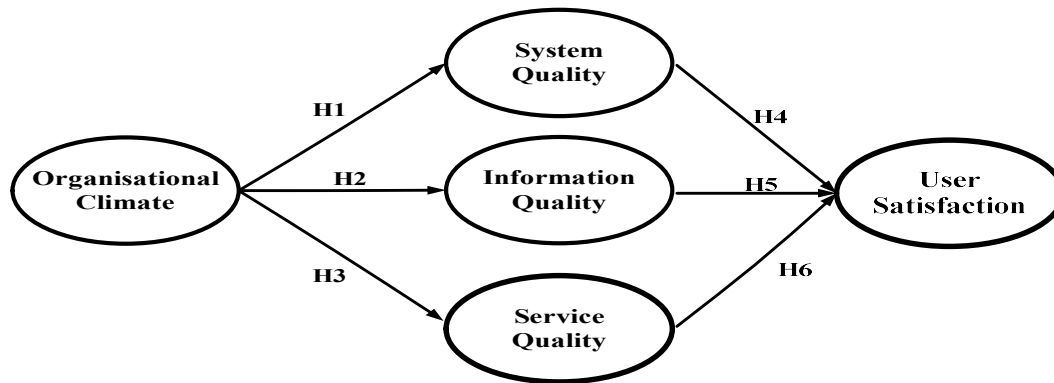 System
Quality
H1
H4
Organisational
Climate
H2
Information
Quality
H5
User
Satisfaction
H3
H6
Service
Quality